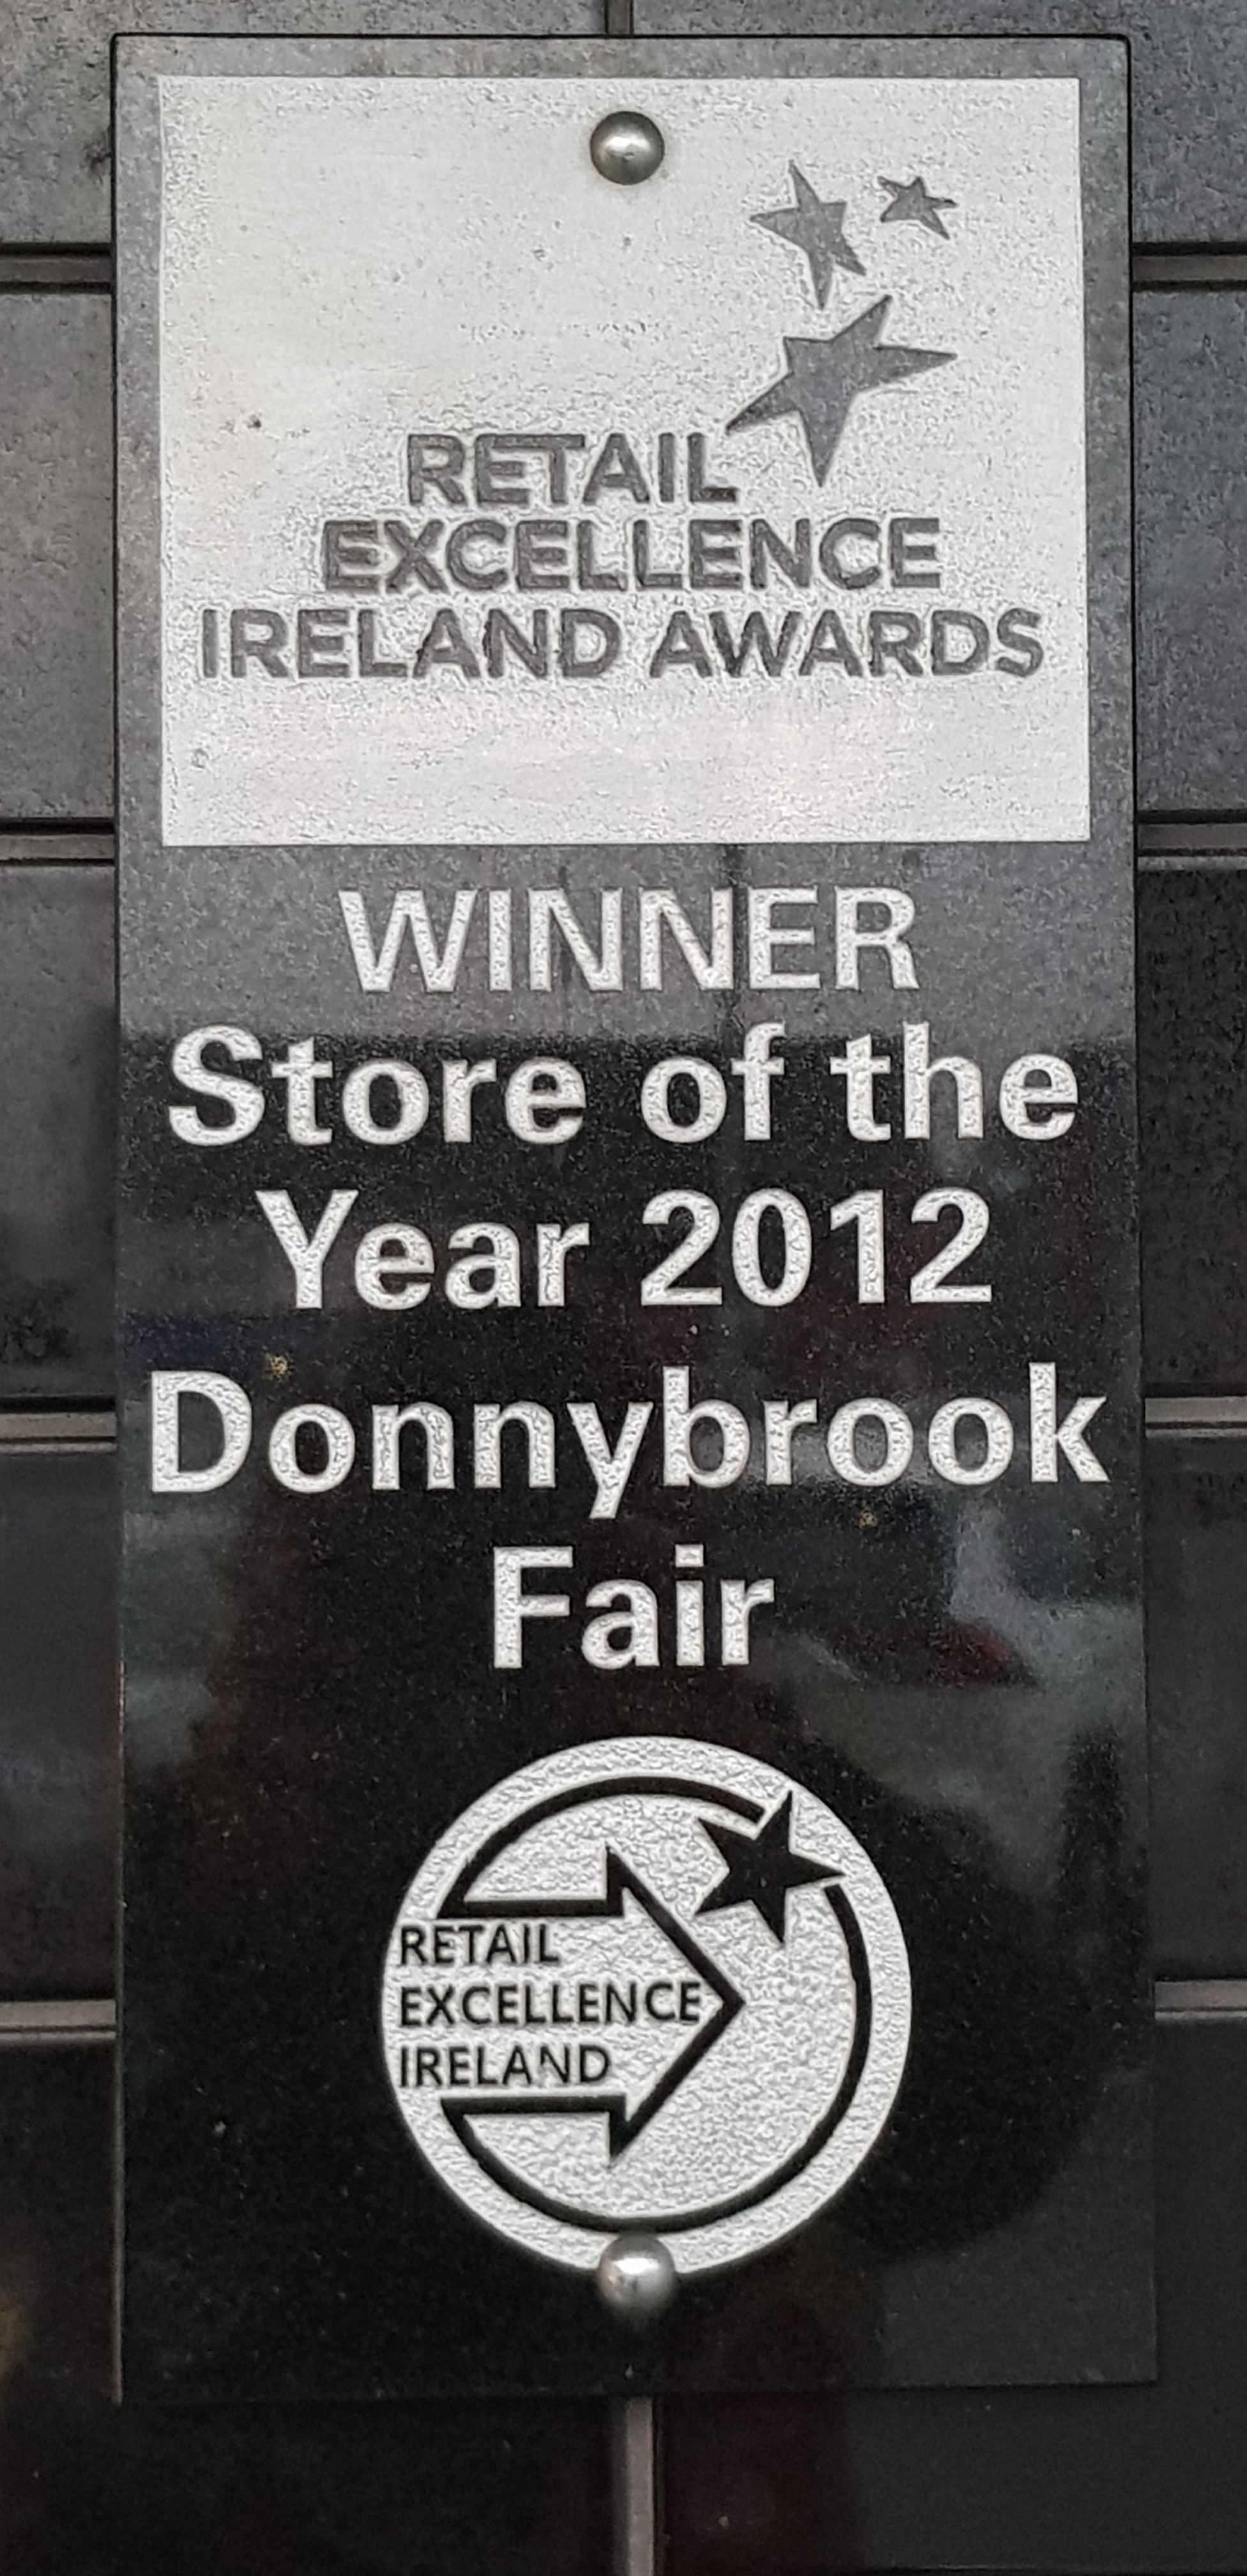 RETAIL
EXCELLENCE
IRELAND AWARDS
WINNER
Store of the
Year 2012
Donnybrook
Fair
RETAIL
EXCELLENCE
IRELAND